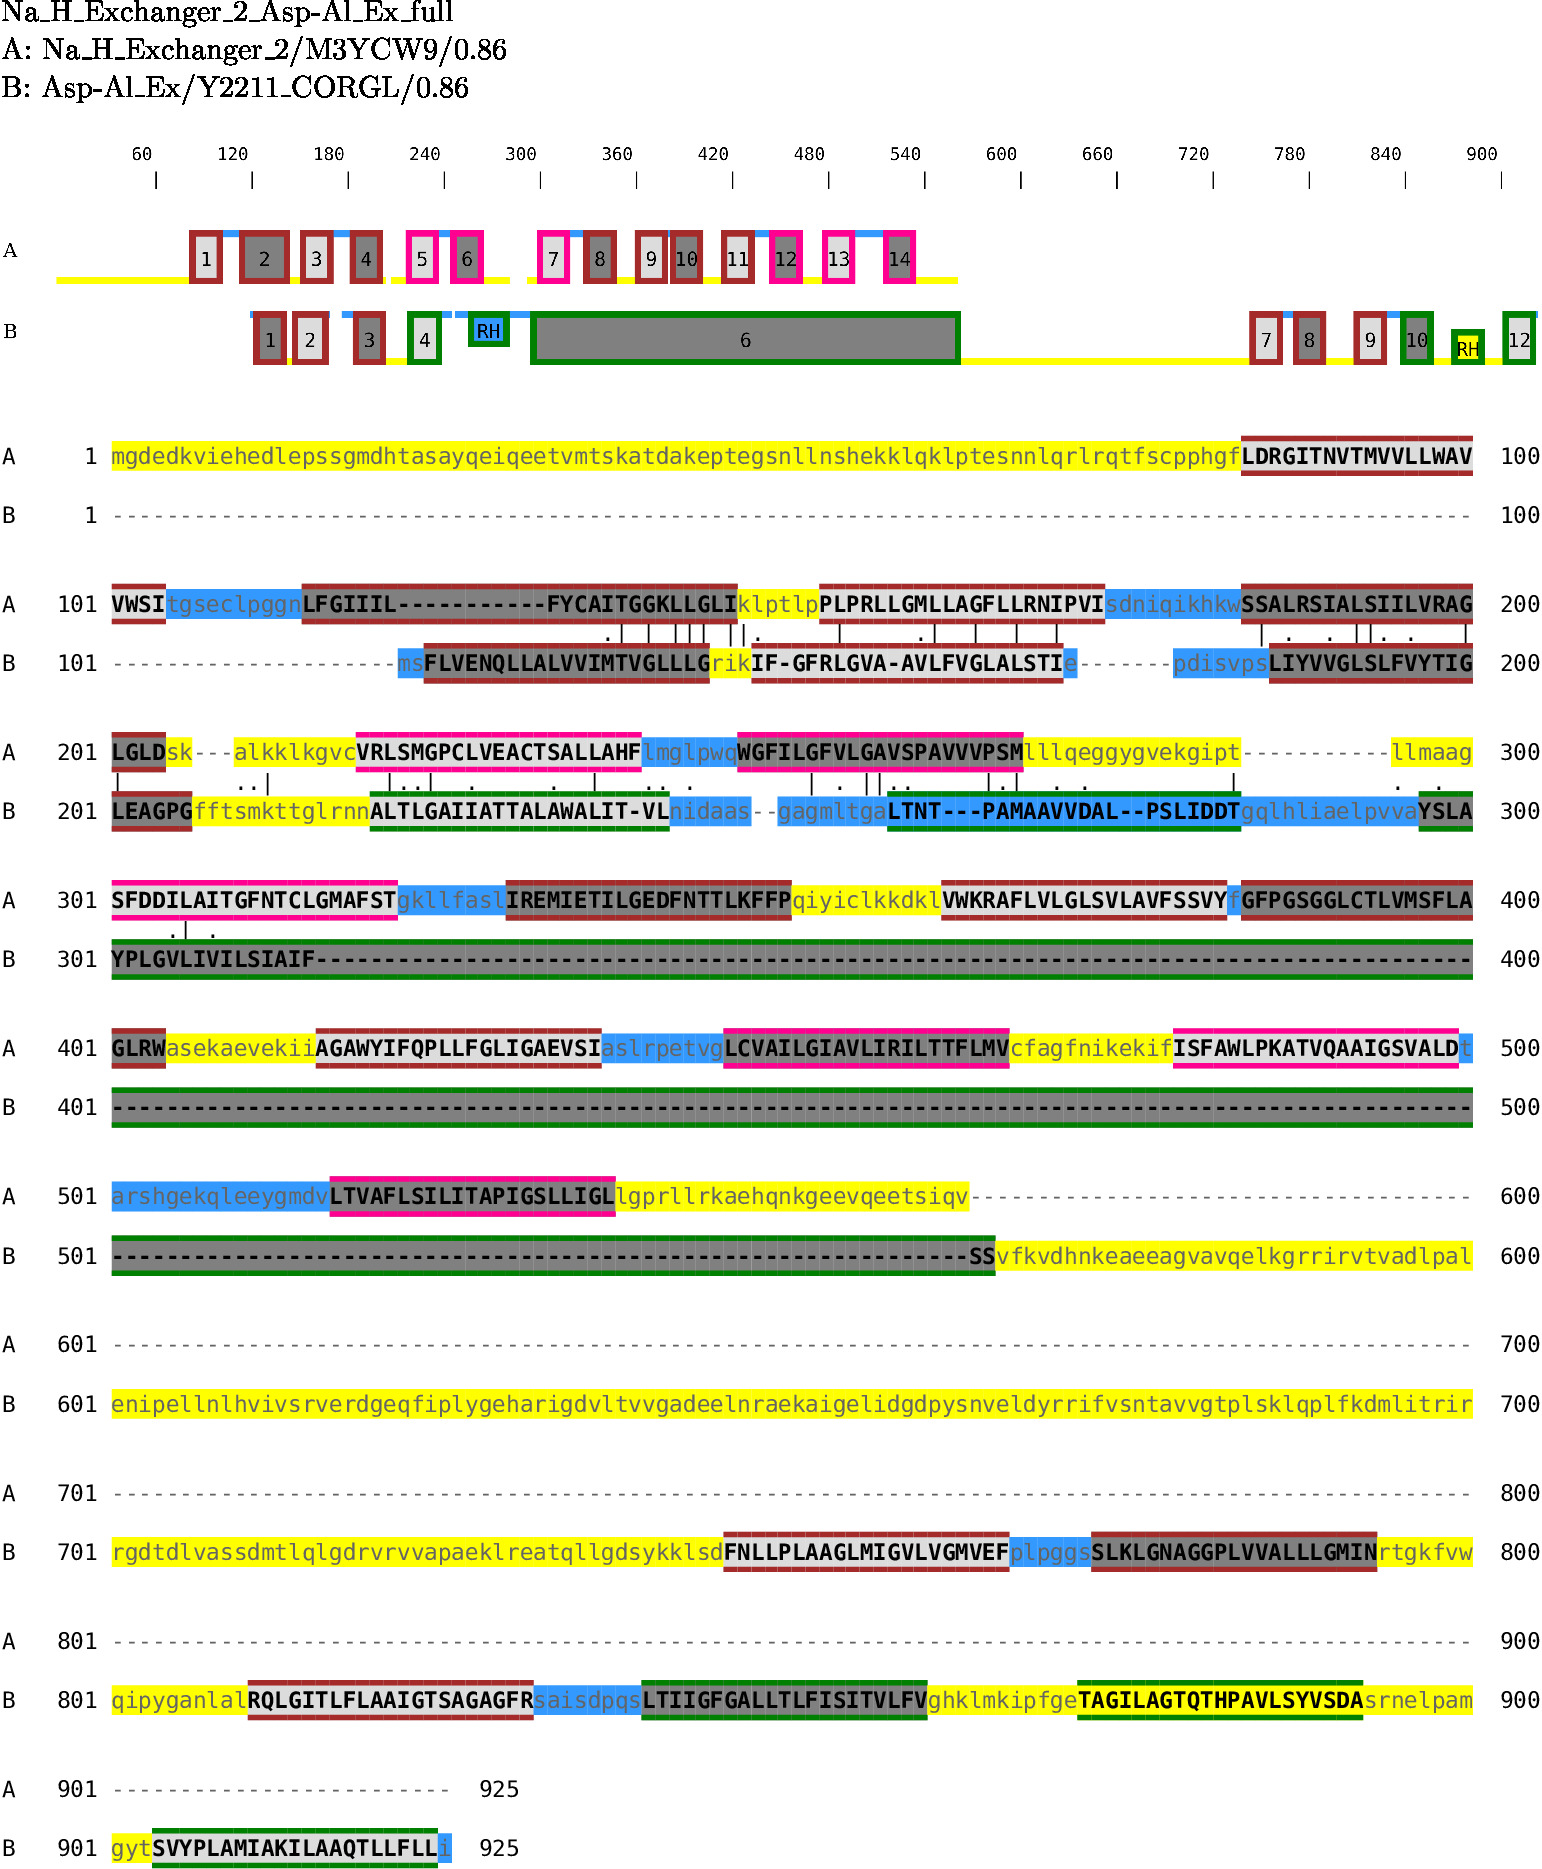 Na_H_Exchanger_2_Asp-Al_Ex_full
A: Na_H_Exchanger_2/M3YCW9/0.86
B: Asp-Al_Ex/Y2211_CORGL/0.86
60 120 180 240 300 360 420 480 540 600 660 720 780 840 900
A 1 2 3 4 5 6 7 8 9 10 11 12 13 14
B 1 2 3 4 RH 6 7 8 9 10 RH 12
A 1 mgdedkviehedlepssgmdhtasayqeiqeetvmtskatdakeptegsnllnshekklqklptesnnlqrlrqtfscpphgfLDRGITNVTMVVLLWAV 100
B 1 ---------------------------------------------------------------------------------------------------- 100
A 101 VWSItgseclpggnLFGIIIL-----------FYCAITGGKLLGLIklptlpPLPRLLGMLLAGFLLRNIPVIsdniqikhkwSSALRSIALSIILVRAG 200
B 101 ---------------------msFLVENQLLALVVIMTVGLLLGrikIF-GFRLGVA-AVLFVGLALSTIe-------pdisvpsLIYVVGLSLFVYTIG 200
A 201 LGLDsk---alkklkgvcVRLSMGPCLVEACTSALLAHFlmglpwqWGFILGFVLGAVSPAVVVPSMlllqeggygvekgipt-----------llmaag 300
B 201 LEAGPGfftsmkttglrnnALTLGAIIATTALAWALIT-VLnidaas--gagmltgaLTNT---PAMAAVVDAL--PSLIDDTgqlhliaelpvvaYSLA 300
A 301 SFDDILAITGFNTCLGMAFSTgkllfaslIREMIETILGEDFNTTLKFFPqiyiclkkdklVWKRAFLVLGLSVLAVFSSVYfGFPGSGGLCTLVMSFLA 400
B 301 YPLGVLIVILSIAIF------------------------------------------------------------------------------------- 400
A 401 GLRWasekaevekiiAGAWYIFQPLLFGLIGAEVSIaslrpetvgLCVAILGIAVLIRILTTFLMVcfagfnikekifISFAWLPKATVQAAIGSVALDt 500
B 401 ---------------------------------------------------------------------------------------------------- 500
A 501 arshgekqleeygmdvLTVAFLSILITAPIGSLLIGLlgprllrkaehqnkgeevqeetsiqv------------------------------------- 600
B 501 ---------------------------------------------------------------SSvfkvdhnkeaeeagvavqelkgrrirvtvadlpal 600
A 601 ---------------------------------------------------------------------------------------------------- 700
B 601 enipellnlhvivsrverdgeqfiplygeharigdvltvvgadeelnraekaigelidgdpysnveldyrrifvsntavvgtplsklqplfkdmlitrir 700
A 701 ---------------------------------------------------------------------------------------------------- 800
B 701 rgdtdlvassdmtlqlgdrvrvvapaeklreatqllgdsykklsdFNLLPLAAGLMIGVLVGMVEFplpggsSLKLGNAGGPLVVALLLGMINrtgkfvw 800
A 801 ---------------------------------------------------------------------------------------------------- 900
B 801 qipyganlalRQLGITLFLAAIGTSAGAGFRsaisdpqsLTIIGFGALLTLFISITVLFVghklmkipfgeTAGILAGTQTHPAVLSYVSDAsrnelpam 900
A 901 ------------------------- 925
B 901 gytSVYPLAMIAKILAAQTLLFLLi 925